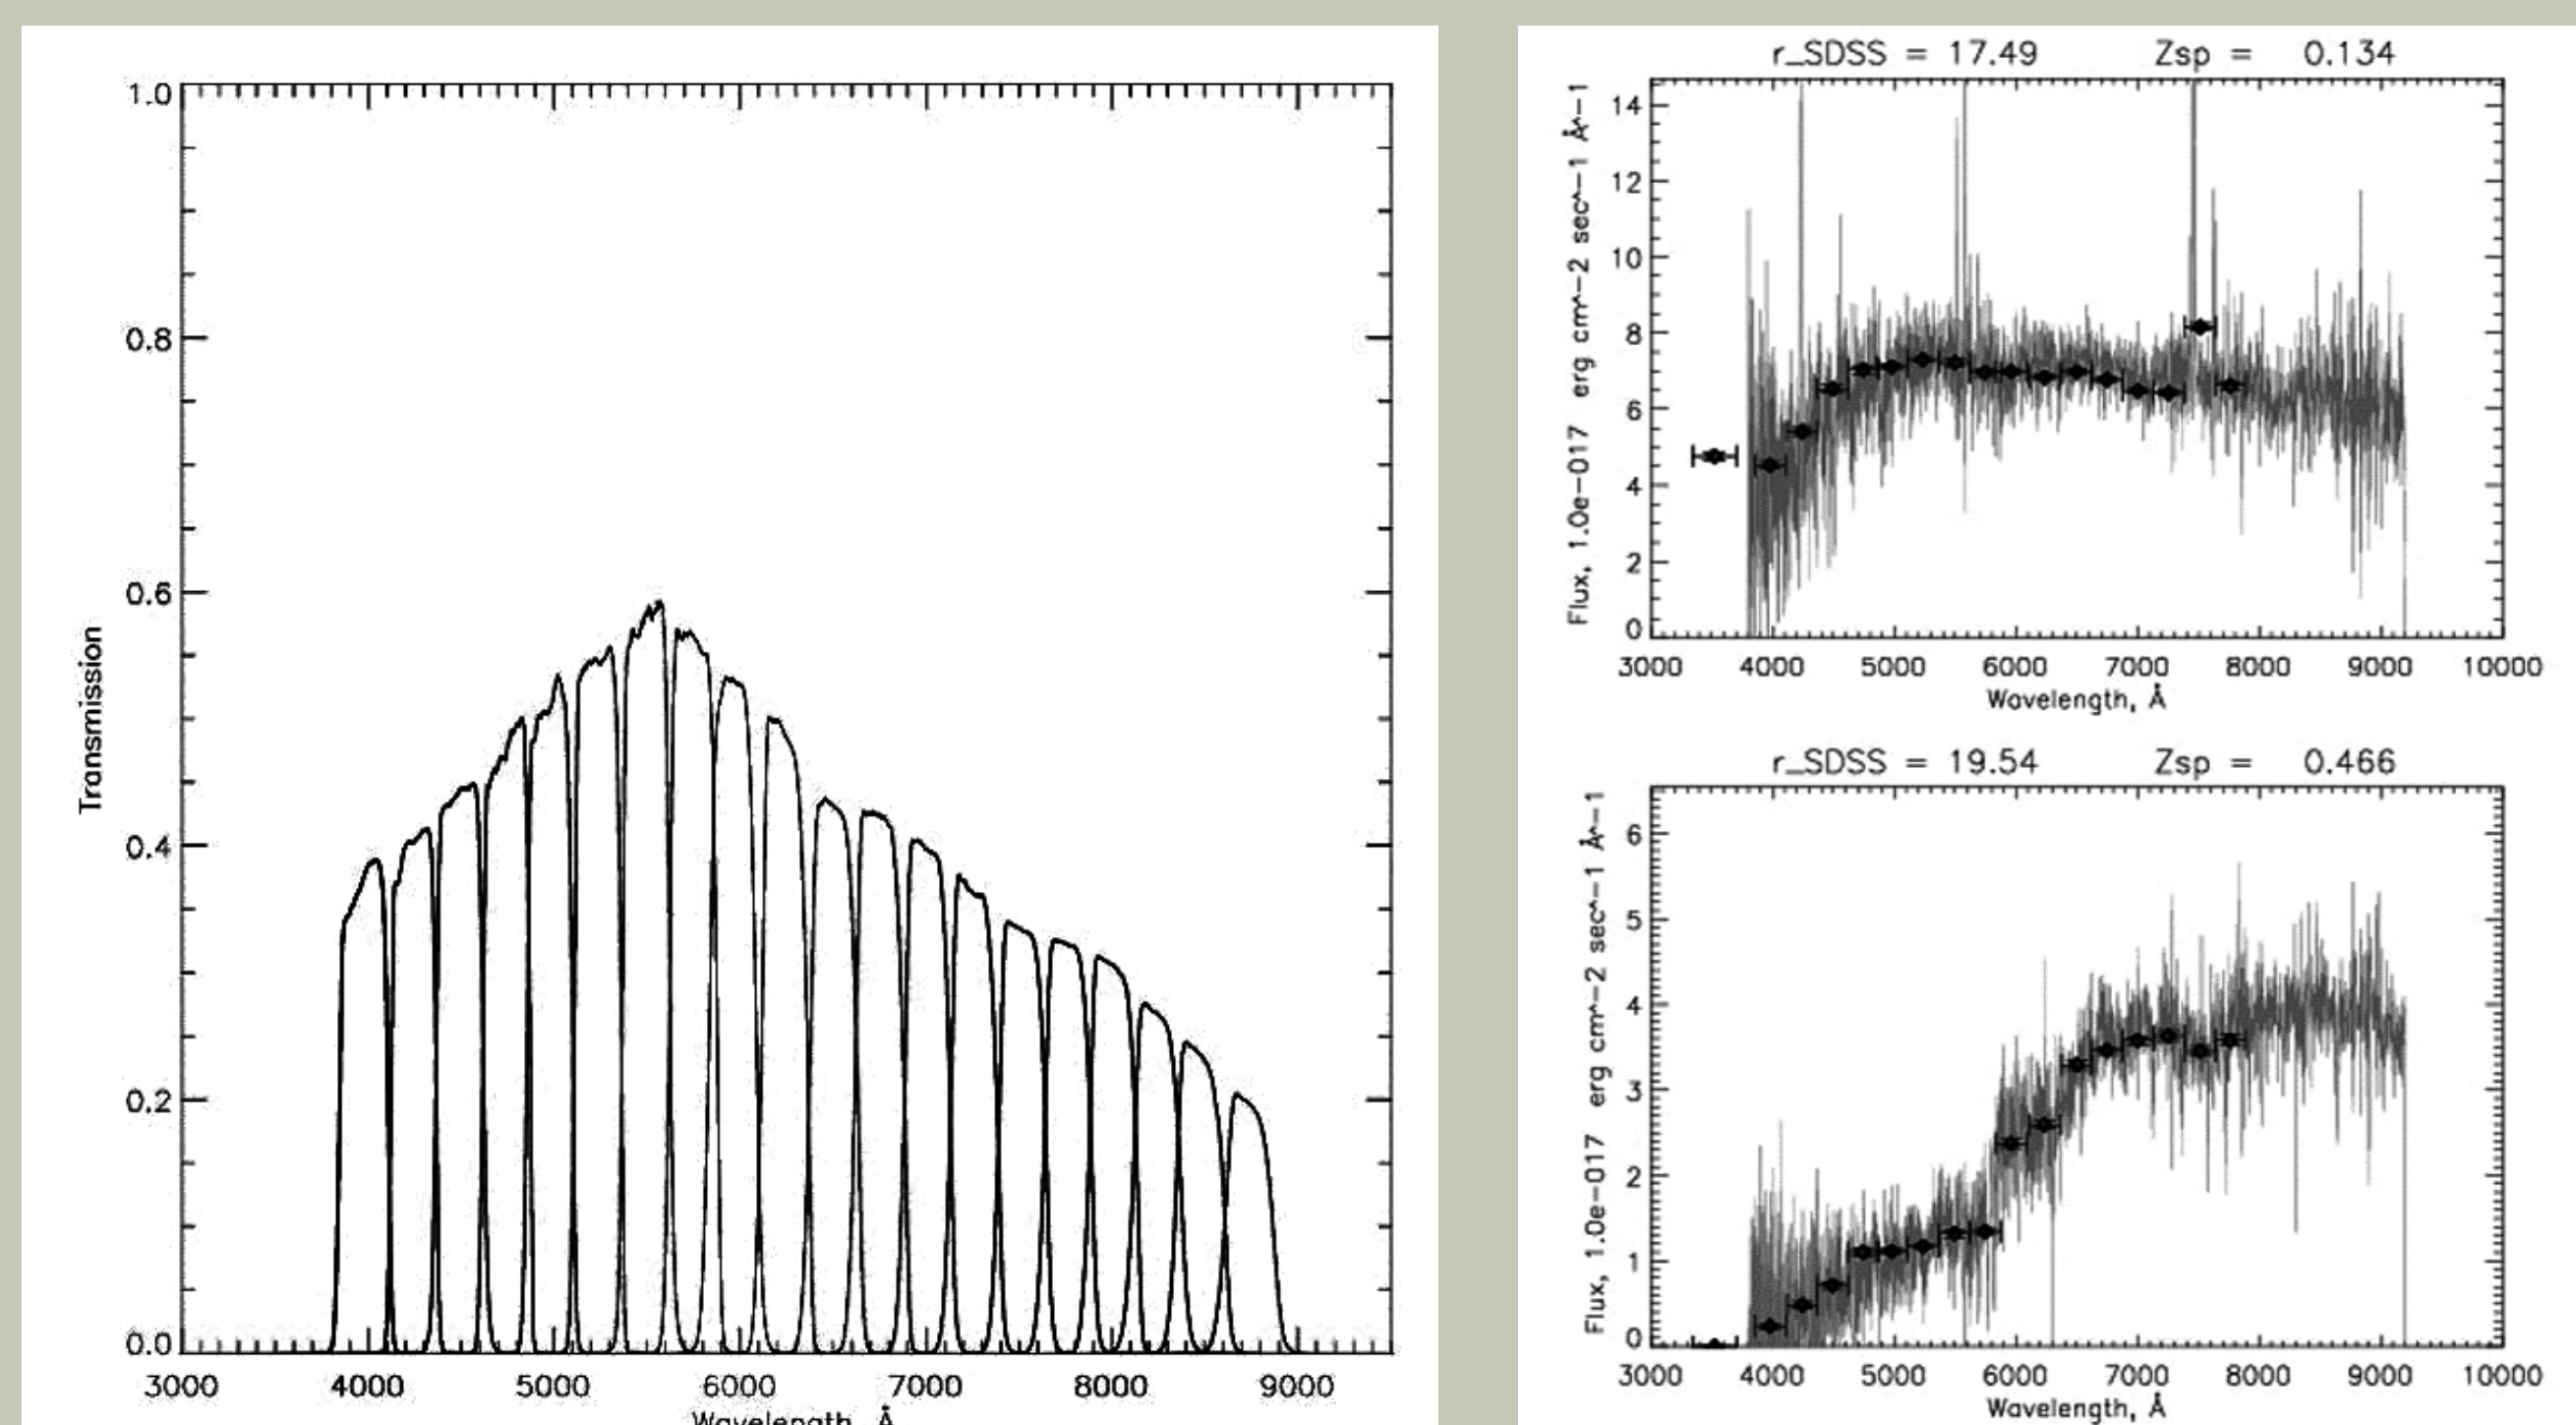 1.0
0.8
0.6
0.4
0.2
0.0
Transmission
3000 4000 5000 6000 7000 8000 9000
Wavelength, Å
r_SDSS = 17.49 Zsp = 0.134
14
12
10
8
6
4
2
0
Flux, 1.0e-017 erg cm^-2 sec^-1 Å^-1
3000 4000 5000 6000 7000 8000 9000 10000
Wavelength, Å
r_SDSS = 19.54 Zsp = 0.466
6
5
4
3
2
1
0
Flux, 1.0e-017 erg cm^-2 sec^-1 Å^-1
3000 4000 5000 6000 7000 8000 9000 10000
Wavelength, Å